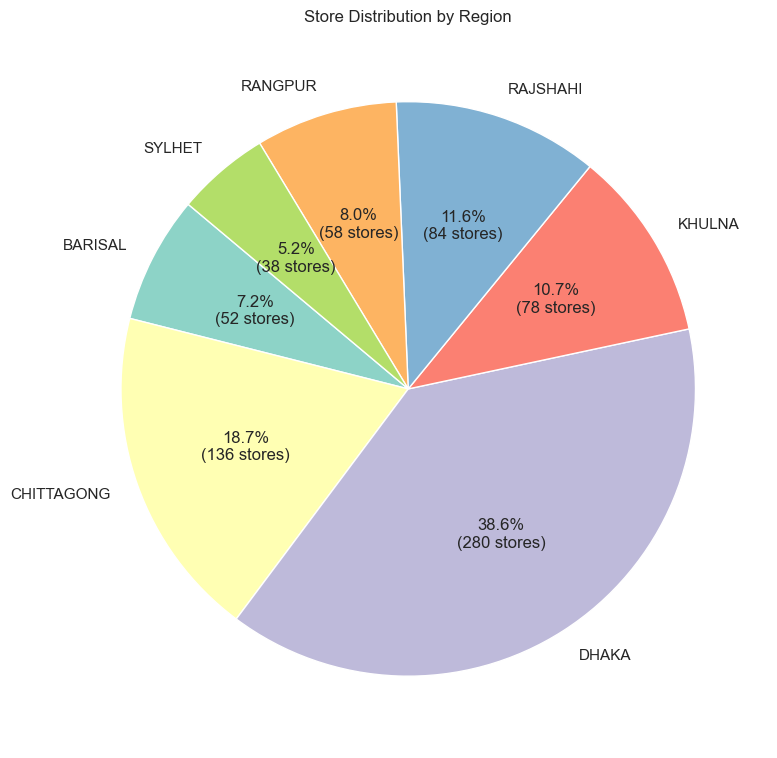 Store Distribution by Region
RANGPUR
RAJSHAHI
SYLHET
KHULNA
BARISAL
8.0%
(58 stores)
11.6%
(84 stores)
5.2%
(38 stores)
10.7%
(78 stores)
7.2%
(52 stores)
18.7%
(136 stores)
CHITTAGONG
38.6%
(280 stores)
DHAKA